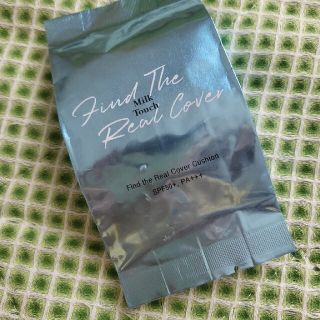 Find The
Milk
Touch
Real Cover
Find the Real Cover Cushion
SPF50+, PA+++